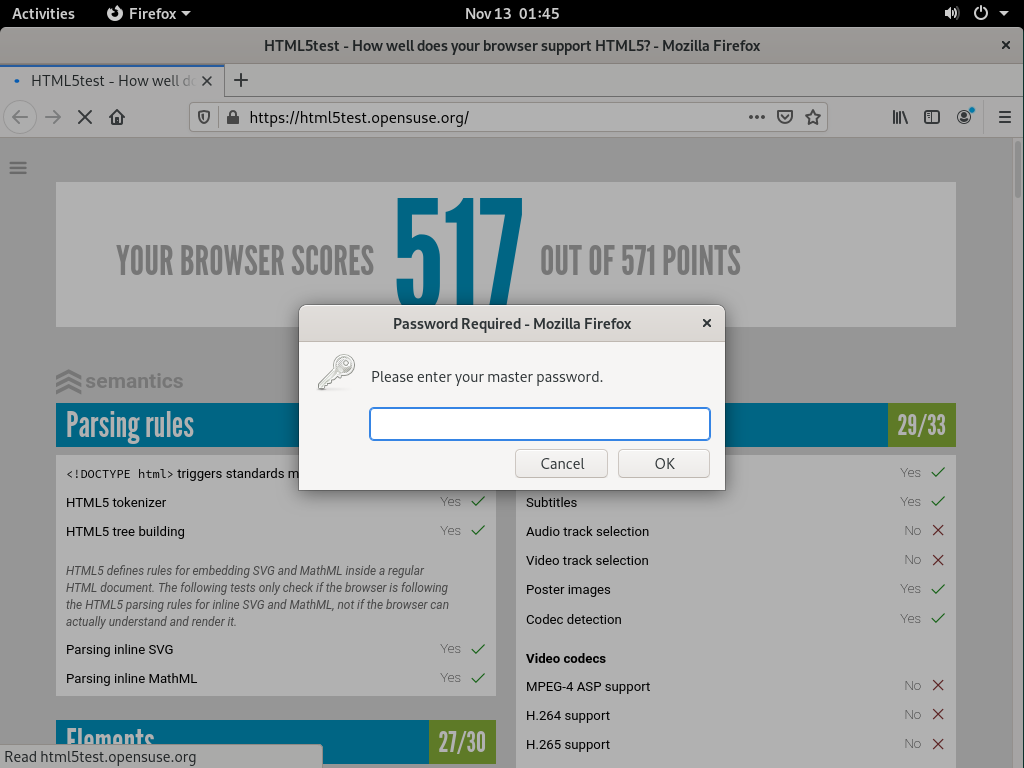 Activities Firefox Nov 13 01:45
HTML5test - How well does your browser support HTML5? - Mozilla Firefox
HTML5test - How well do
https://html5test.opensuse.org/
YOUR BROWSER SCORES 517 OUT OF 571 POINTS
Password Required - Mozilla Firefox
Please enter your master password.
Cancel OK
semantics
Parsing rules
<!DOCTYPE html> triggers standards m
HTML5 tokenizer Yes
HTML5 tree building Yes
HTML5 defines rules for embedding SVG and MathML inside a regular
HTML document. The following tests only check if the browser is following
the HTML5 parsing rules for inline SVG and MathML, not if the browser can
actually understand and render it.
Parsing inline SVG Yes
Parsing inline MathML Yes
Elements 27/30
29/33
Yes
Subtitles Yes
Audio track selection No
Video track selection No
Poster images Yes
Codec detection Yes
Video codecs
MPEG-4 ASP support No
H.264 support No
H.265 support No
Read html5test.opensuse.org